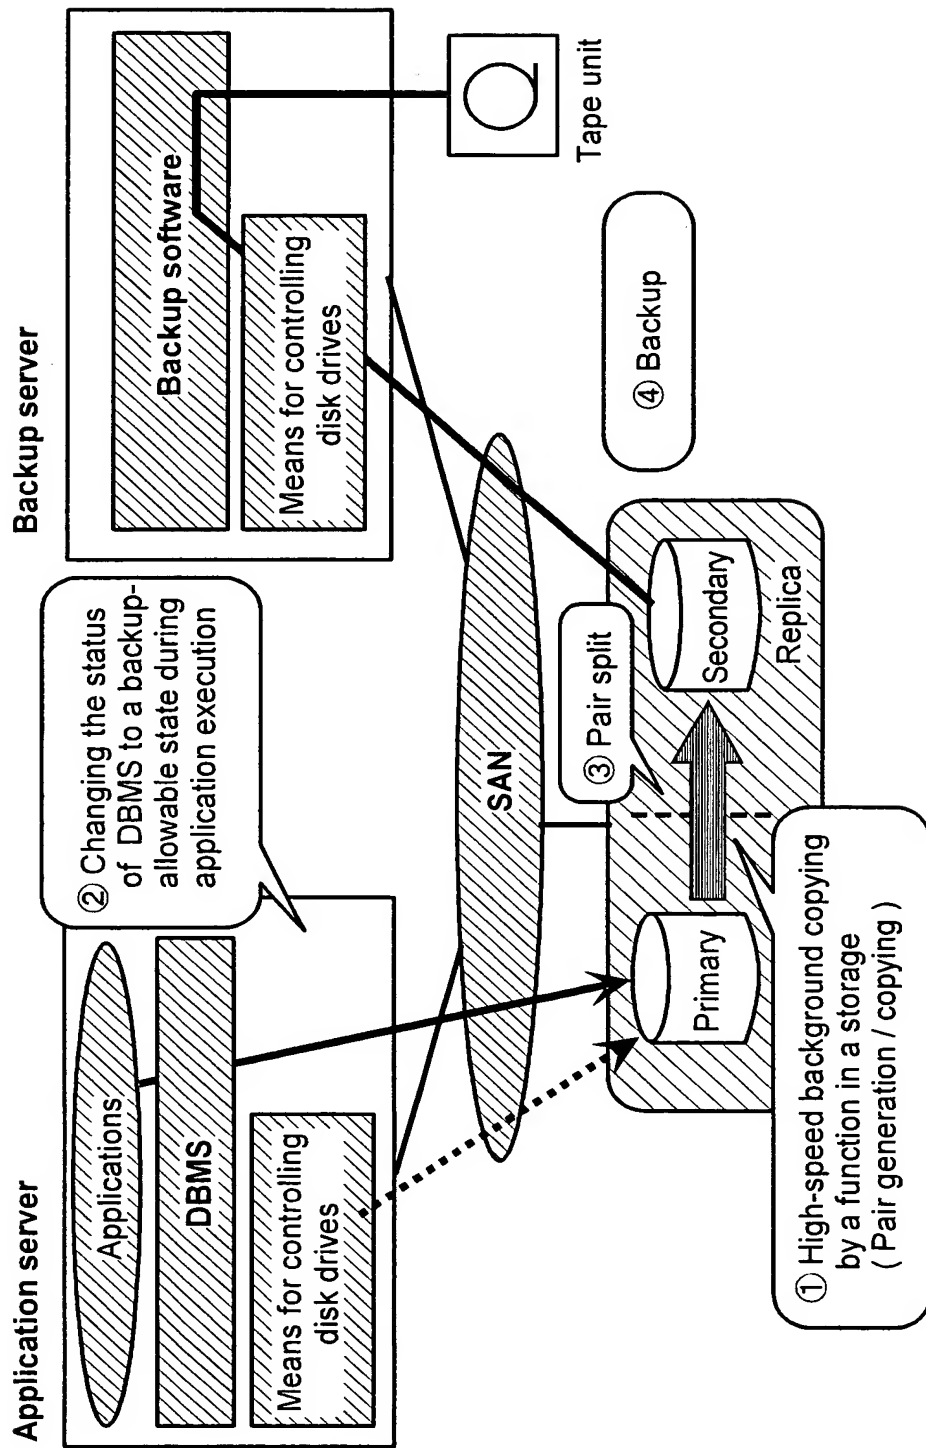 Application server
Applications
DBMS
Means for controlling
disk drives
② Changing the status
of DBMS to a backup-
allowable state during
application execution
Backup server
Backup software
Means for controlling
disk drives
Tape unit
SAN
③ Pair split
④ Backup
Primary
Secondary
Replica
① High-speed background copying
by a function in a storage
( Pair generation / copying )